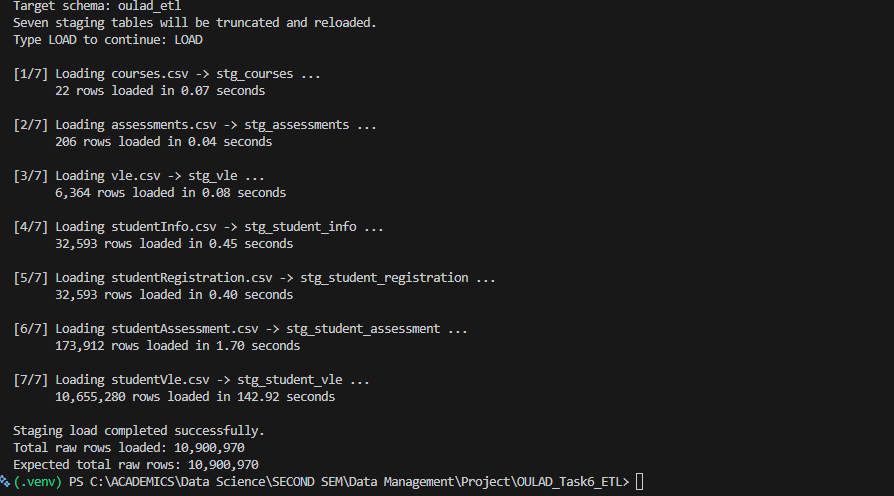 Target schema: oulad_etl
Seven staging tables will be truncated and reloaded.
Type LOAD to continue: LOAD
[1/7] Loading courses.csv -> stg_courses ...
22 rows loaded in 0.07 seconds
[2/7] Loading assessments.csv -> stg_assessments ...
206 rows loaded in 0.04 seconds
[3/7] Loading vle.csv -> stg_vle ...
6,364 rows loaded in 0.08 seconds
[4/7] Loading studentInfo.csv -> stg_student_info ...
32,593 rows loaded in 0.45 seconds
[5/7] Loading studentRegistration.csv -> stg_student_registration ...
32,593 rows loaded in 0.40 seconds
[6/7] Loading studentAssessment.csv -> stg_student_assessment ...
173,912 rows loaded in 1.70 seconds
[7/7] Loading studentVle.csv -> stg_student_vle ...
10,655,280 rows loaded in 142.92 seconds
Staging load completed successfully.
Total raw rows loaded: 10,900,970
Expected total raw rows: 10,900,970
(.venv) PS C:\ACADEMICS\Data Science\SECOND SEM\Data Management\Project\OULAD_Task6_ETL>